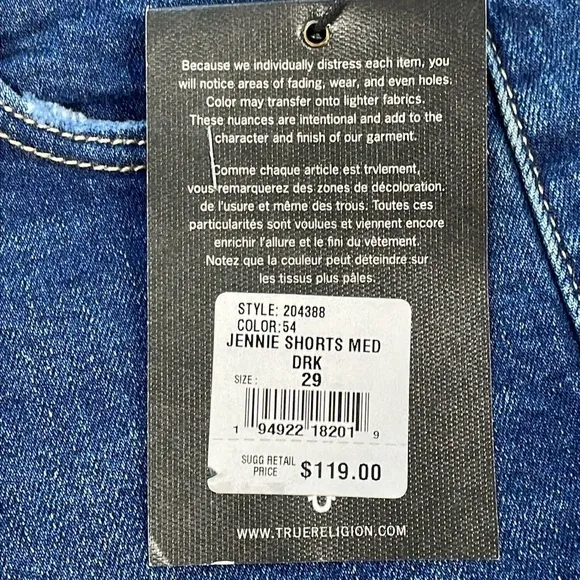 Because we individually distress each item, you
will notice areas of fading, wear, and even holes.
Color may transfer onto lighter fabrics.
These nuances are intentional and add to the
character and finish of our garment.
Comme chaque article est trvlement,
vous remarquerez des zones de décoloration.
de l'usure et même des trous. Toutes ces
particularités sont voulues et viennent encore
enrichir l'allure et le fini du vêtement.
Notez que la couleur peut déteindre sur
les tissus plus pâles.
STYLE: 204388
COLOR:54
JENNIE SHORTS MED
DRK
SIZE: 29
1 94922 18201 9
SUGG RETAIL
PRICE $119.00
WWW.TRUERELIGION.COM